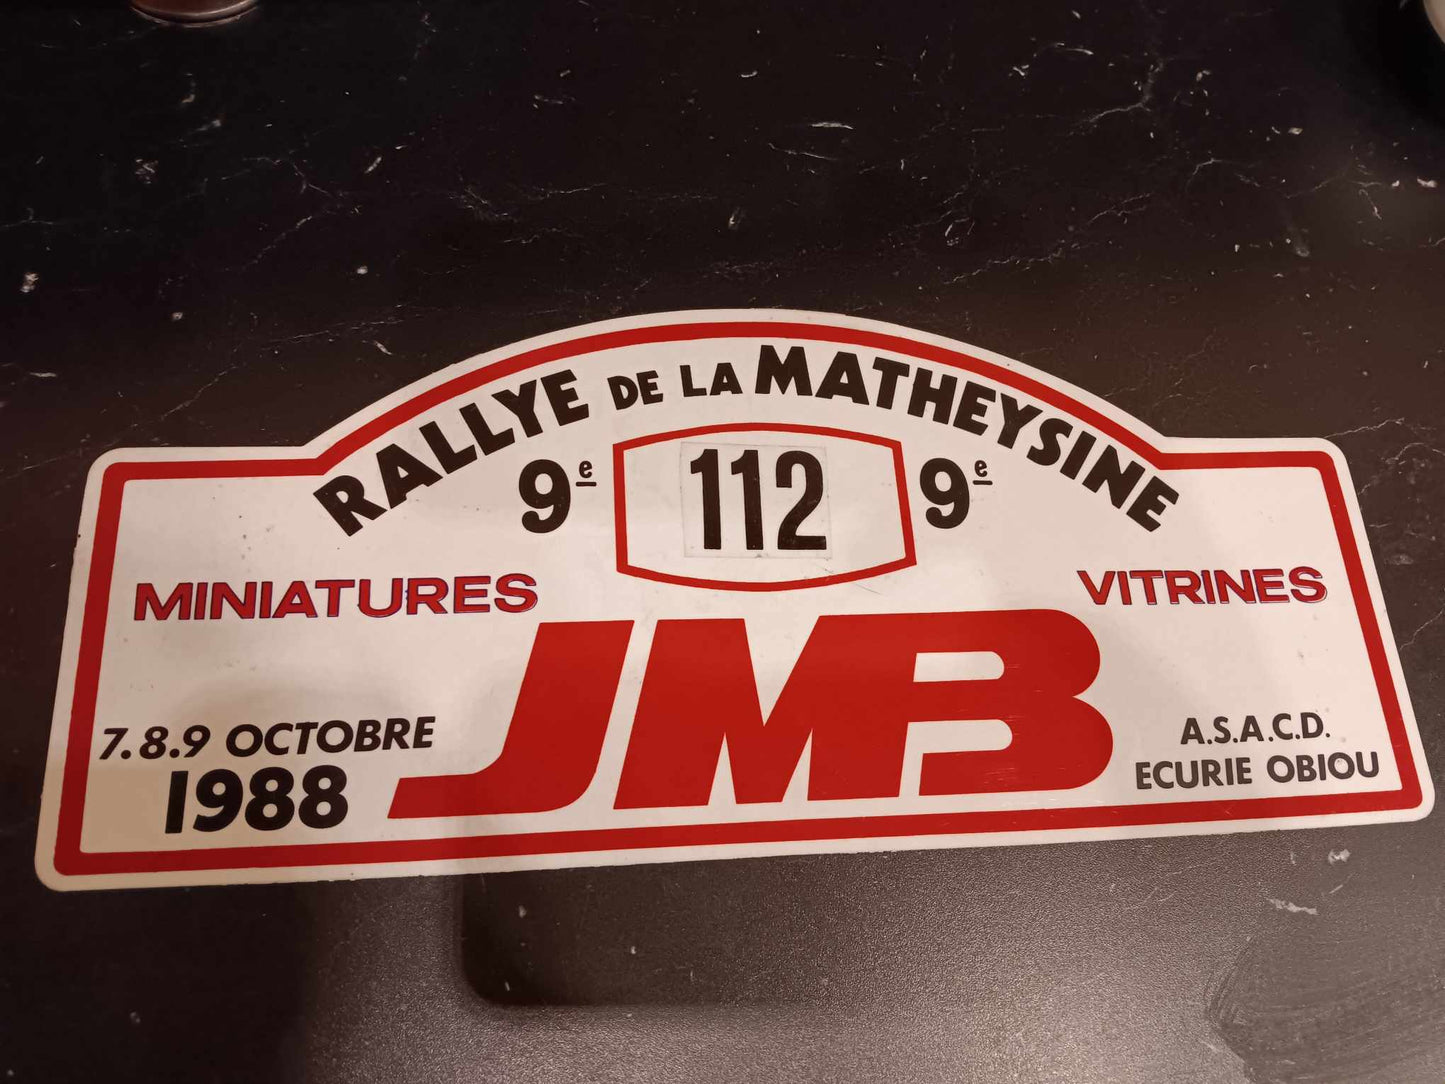 RALLYE DE LA MATHEYSINE
9e 112 9e
MINIATURES VITRINES
JMB
7.8.9 OCTOBRE
1988
A.S.A.C.D.
ECURIE OBIOU